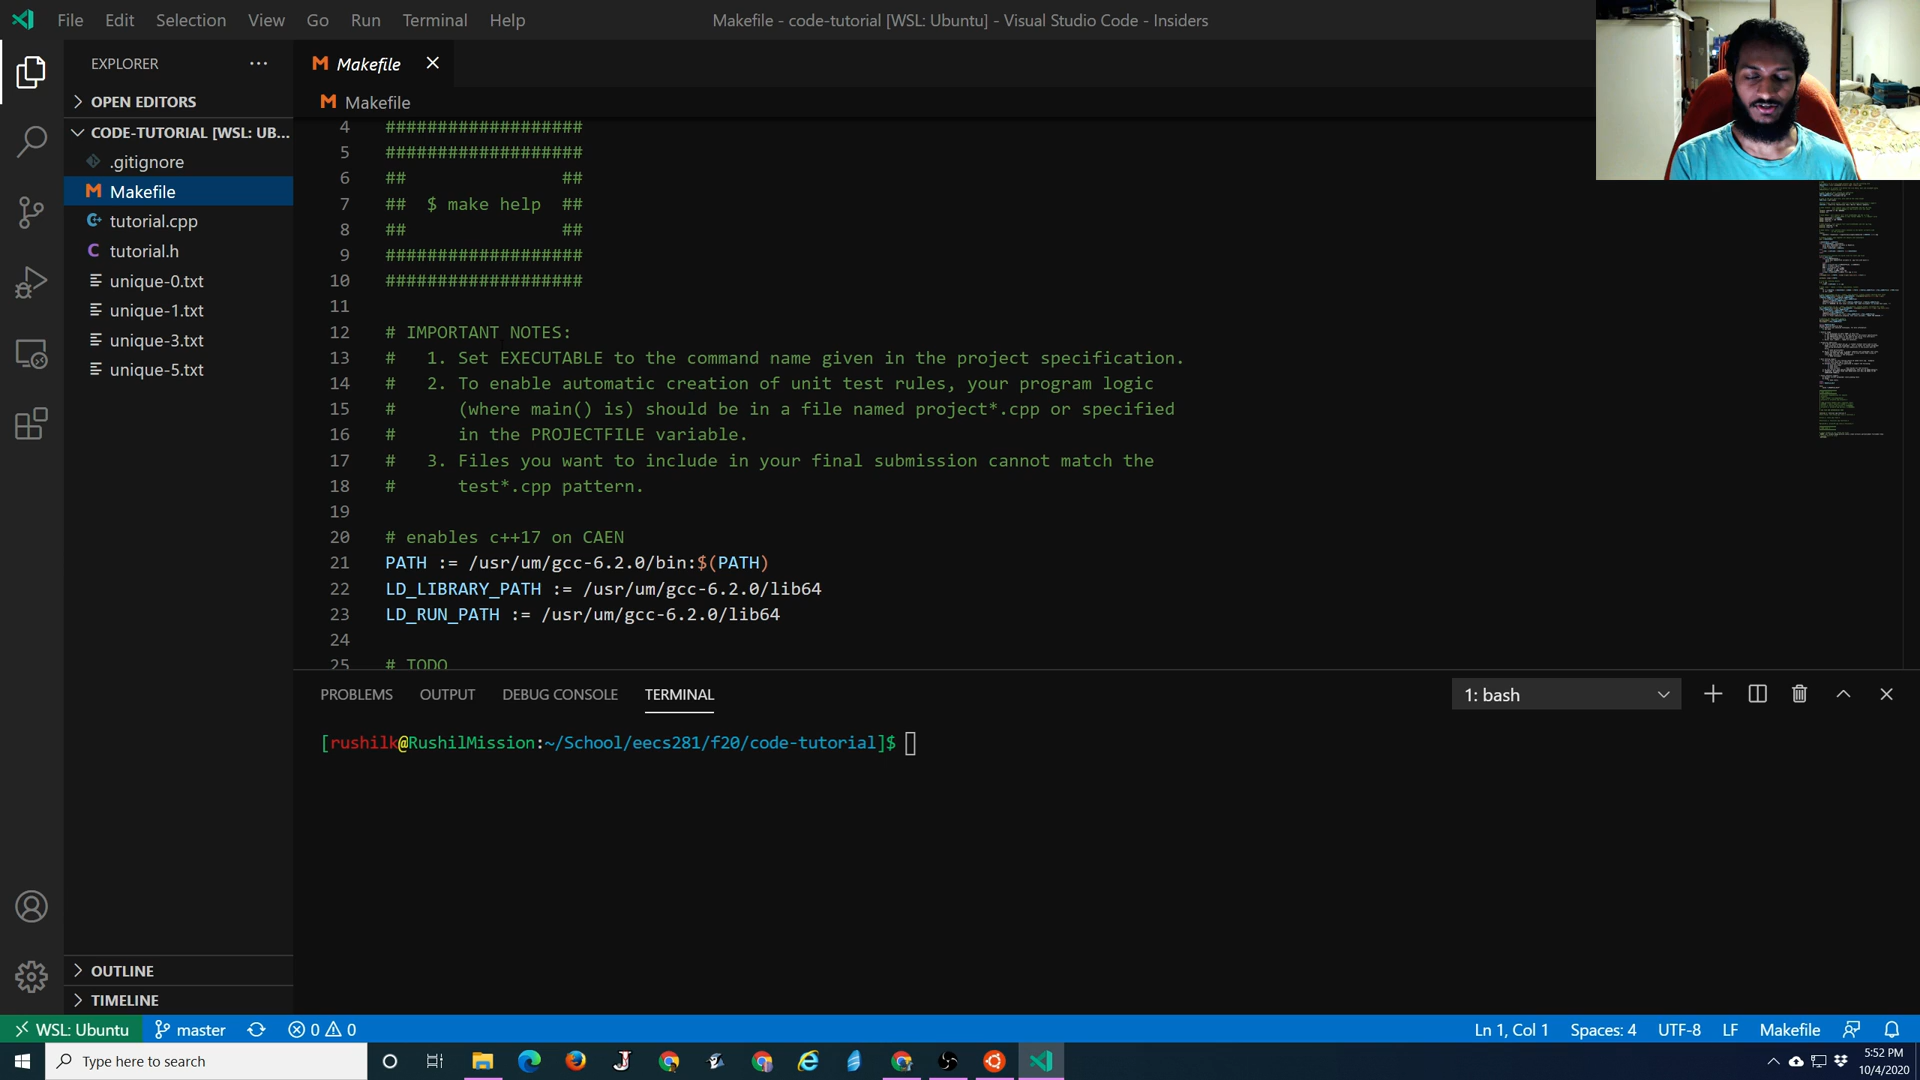 File Edit Selection View Go Run Terminal Help
Makefile - code-tutorial [WSL: Ubuntu] - Visual Studio Code - Insiders
EXPLORER
OPEN EDITORS
CODE-TUTORIAL [WSL: UB...
.gitignore
Makefile
tutorial.cpp
tutorial.h
unique-0.txt
unique-1.txt
unique-3.txt
unique-5.txt
OUTLINE
TIMELINE
Makefile
Makefile
4 ###################
5 ###################
6 ## ##
7 ## $ make help ##
8 ## ##
9 ###################
10 ###################
11
12 # IMPORTANT NOTES:
13 # 1. Set EXECUTABLE to the command name given in the project specification.
14 # 2. To enable automatic creation of unit test rules, your program logic
15 # (where main() is) should be in a file named project*.cpp or specified
16 # in the PROJECTFILE variable.
17 # 3. Files you want to include in your final submission cannot match the
18 # test*.cpp pattern.
19
20 # enables c++17 on CAEN
21 PATH := /usr/um/gcc-6.2.0/bin:$(PATH)
22 LD_LIBRARY_PATH := /usr/um/gcc-6.2.0/lib64
23 LD_RUN_PATH := /usr/um/gcc-6.2.0/lib64
24
25 # TODO
PROBLEMS OUTPUT DEBUG CONSOLE TERMINAL
1: bash
[rushilk@RushilMission:~/School/eecs281/f20/code-tutorial]$
WSL: Ubuntu master 0 0
Ln 1, Col 1 Spaces: 4 UTF-8 LF Makefile
Type here to search
5:52 PM
10/4/2020